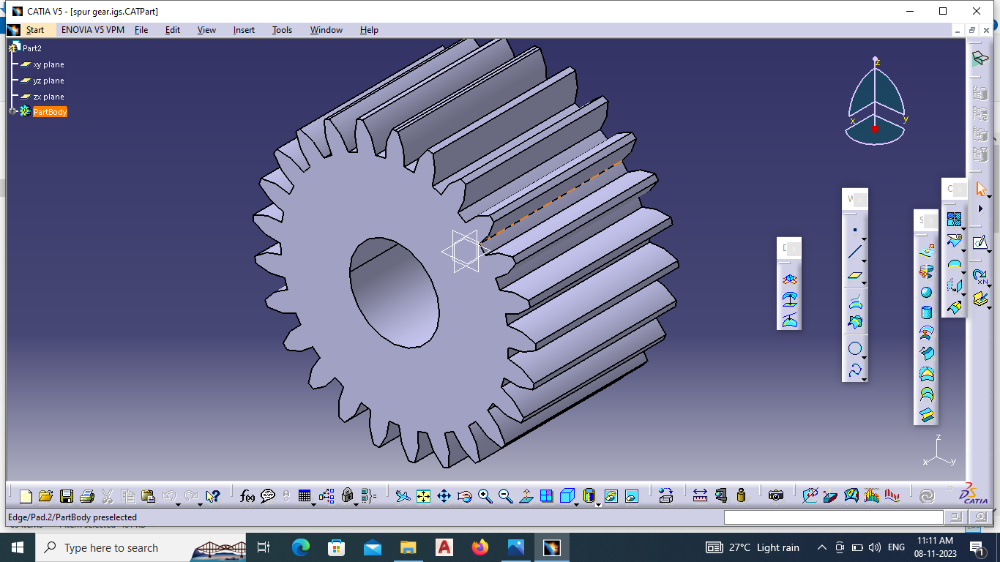 CATIA V5 - [spur gear.igs.CATPart]
Start ENOVIA V5 VPM File Edit View Insert Tools Window Help
Part2
xy plane
yz plane
zx plane
PartBody
z
x y
W
C
S
z
x y
f(x)
CATIA
Edge/Pad.2/PartBody preselected
Type here to search
27°C Light rain
ENG
11:11 AM
08-11-2023
1